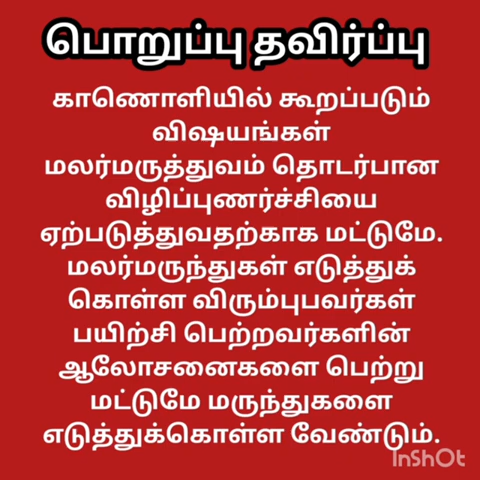 பொறுப்பு தவிர்ப்பு
காணொளியில் கூறப்படும்
விஷயங்கள்
மலர்மருத்துவம் தொடர்பான
விழிப்புணர்ச்சியை
ஏற்படுத்துவதற்காக மட்டுமே.
மலர்மருந்துகள் எடுத்துக்
கொள்ள விரும்புபவர்கள்
பயிற்சி பெற்றவர்களின்
ஆலோசனைகளை பெற்று
மட்டுமே மருந்துகளை
எடுத்துக்கொள்ள வேண்டும்.
InShOt